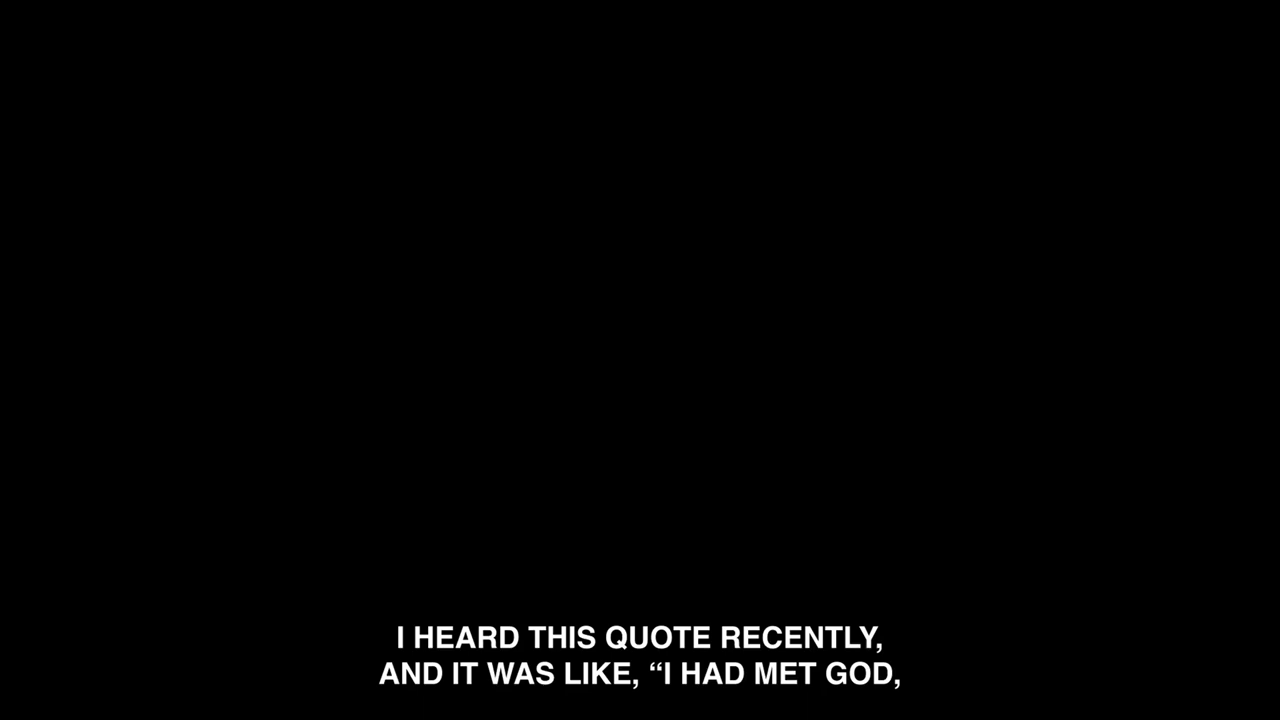 I HEARD THIS QUOTE RECENTLY,
AND IT WAS LIKE, “I HAD MET GOD,